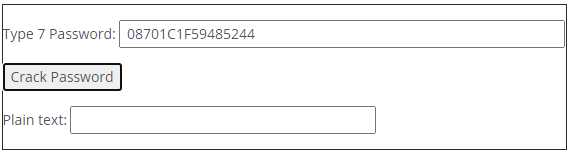 Type 7 Password: 08701C1F59485244
Crack Password
Plain text: